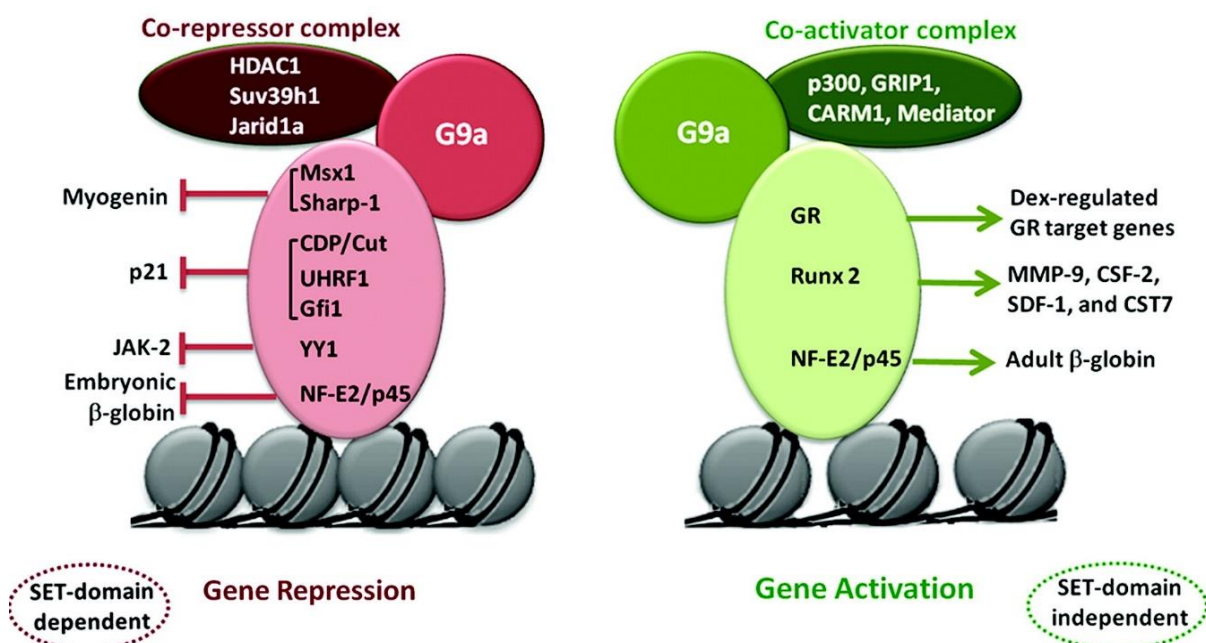 Co-repressor complex
HDAC1
Suv39h1
Jarid1a
G9a
Myogenin
Msx1
Sharp-1
p21
CDP/Cut
UHRF1
Gfi1
JAK-2
YY1
Embryonic
β-globin
NF-E2/p45
SET-domain
dependent
Gene Repression
Co-activator complex
p300, GRIP1,
CARM1, Mediator
G9a
GR
Dex-regulated
GR target genes
Runx 2
MMP-9, CSF-2,
SDF-1, and CST7
NF-E2/p45
Adult β-globin
Gene Activation
SET-domain
independent